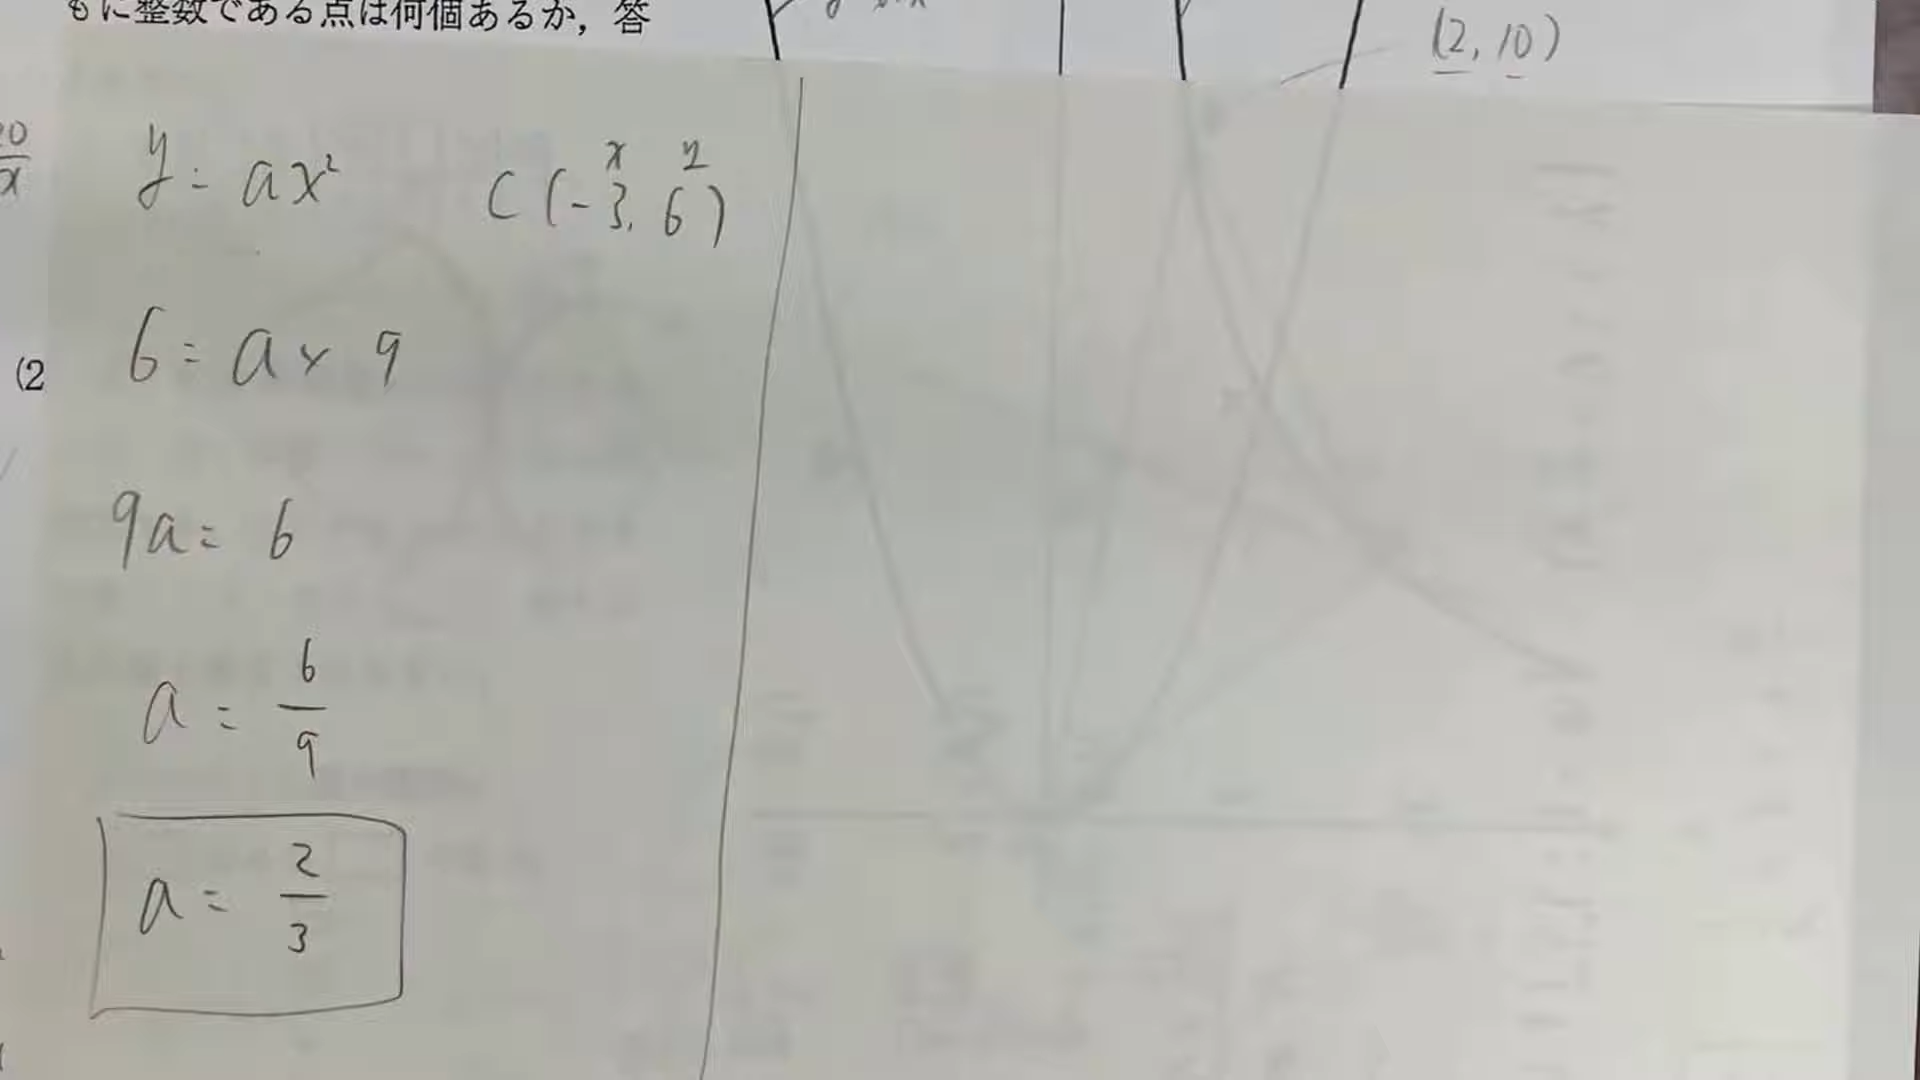 もに整数である点は何個あるか，答
(2, 10)
20/x
y = ax²
x y
C(-3, 6)
(2
6 = a × 9
9a = 6
a = 6/9
a = 2/3